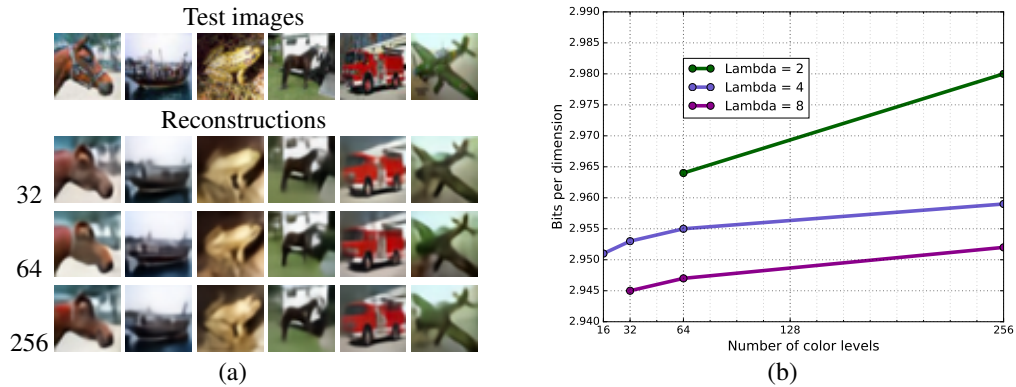 Test images
Reconstructions
32
64
256
(a)
2.990
2.985
2.980
2.975
2.970
2.965
2.960
2.955
2.950
2.945
2.940
Bits per dimension
Lambda = 2
Lambda = 4
Lambda = 8
16 32 64 128 256
Number of color levels
(b)